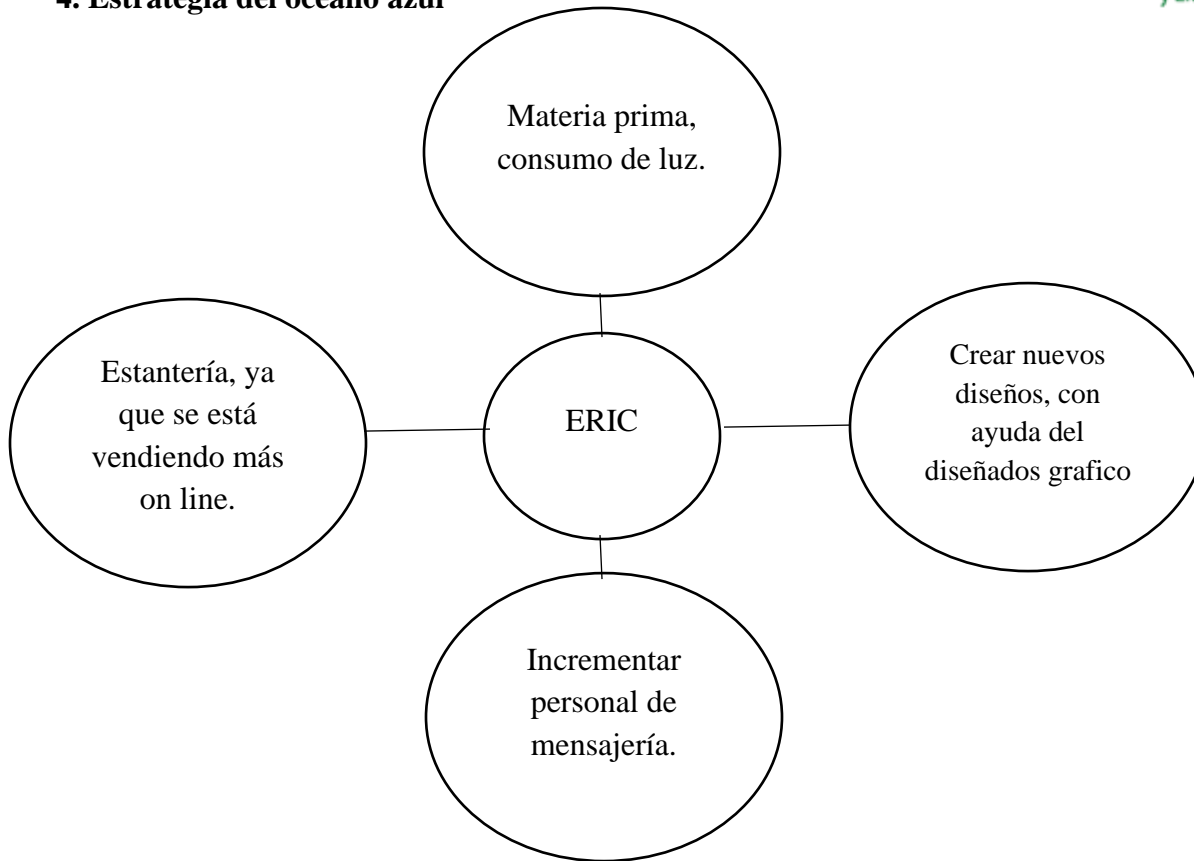 4. Estrategia del océano azul
Materia prima,
consumo de luz.
Estantería, ya
que se está
vendiendo más
on line.
ERIC
Crear nuevos
diseños, con
ayuda del
diseñados grafico
Incrementar
personal de
mensajería.